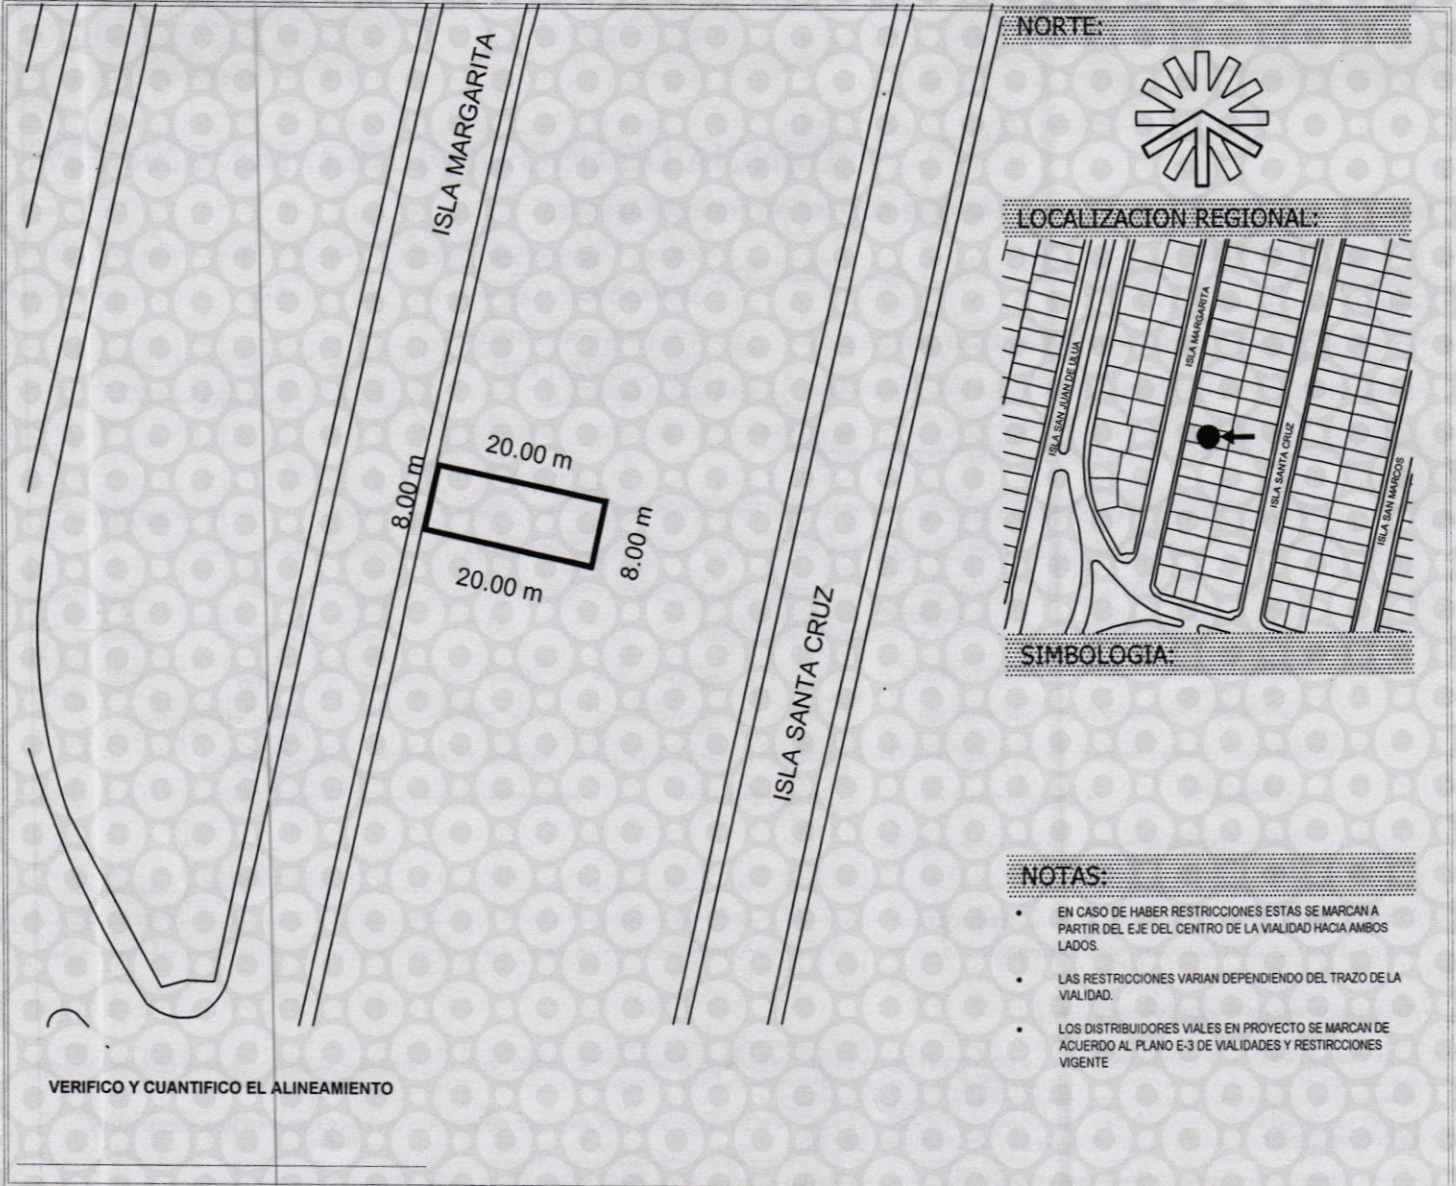 ISLA MARGARITA
20.00 m
8.00 m
8.00 m
20.00 m
ISLA SANTA CRUZ
VERIFICO Y CUANTIFICO EL ALINEAMIENTO
NORTE:
LOCALIZACION REGIONAL:
ISLA SAN JUAN DE ULUA
ISLA MARGARITA
ISLA SANTA CRUZ
ISLA SAN MARCOS
SIMBOLOGIA:
NOTAS:
• EN CASO DE HABER RESTRICCIONES ESTAS SE MARCAN A
PARTIR DEL EJE DEL CENTRO DE LA VIALIDAD HACIA AMBOS
LADOS.
• LAS RESTRICCIONES VARIAN DEPENDIENDO DEL TRAZO DE LA
VIALIDAD.
• LOS DISTRIBUIDORES VIALES EN PROYECTO SE MARCAN DE
ACUERDO AL PLANO E-3 DE VIALIDADES Y RESTIRCCIONES
VIGENTE